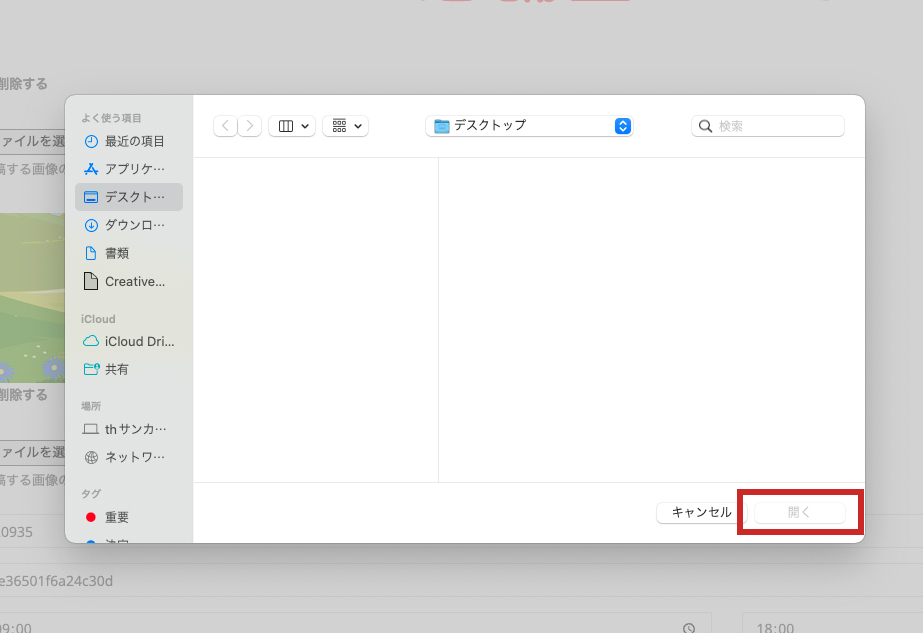 削除する
よく使う項目
最近の項目
アプリケ…
デスクト…
ダウンロ…
書類
Creative...
iCloud
iCloud Dri...
共有
場所
thサンカ…
ネットワ…
タグ
重要
デスクトップ
検索
ァイルを選
する画像の
削除する
ァイルを選
する画像の
キャンセル
開く
0935
e36501f6a24c30d
09:00
18:00